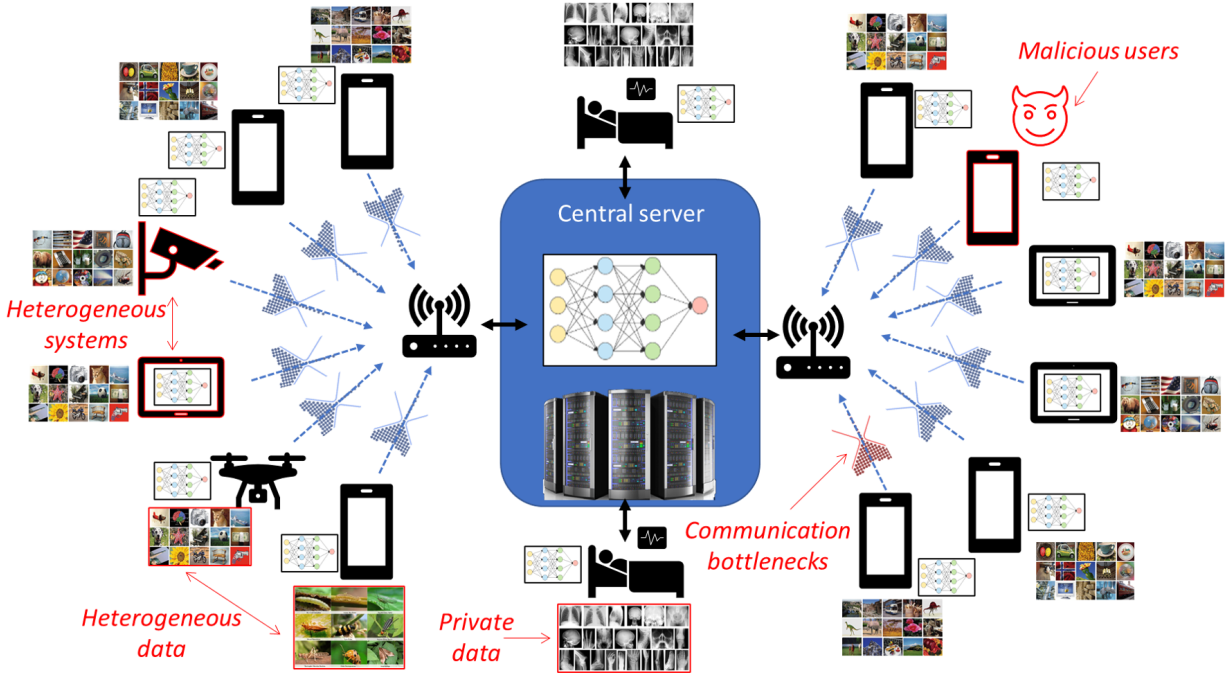 Malicious users
Central server
Heterogeneous
systems
Communication
bottlenecks
Heterogeneous
data
Private
data